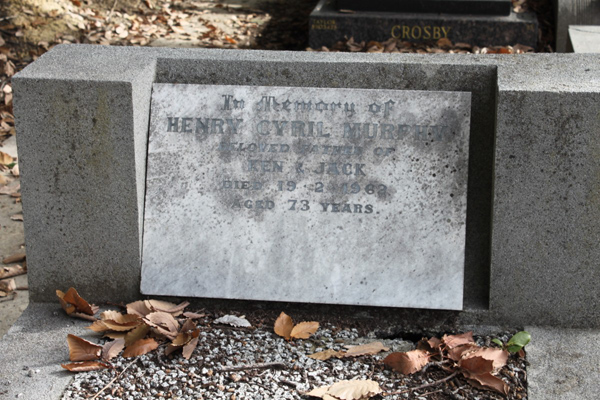 CROSBY
In Memory of
HENRY CYRIL MURPHY
BELOVED FATHER OF
KEN & JACK
DIED 19.2.1962
AGED 73 YEARS.